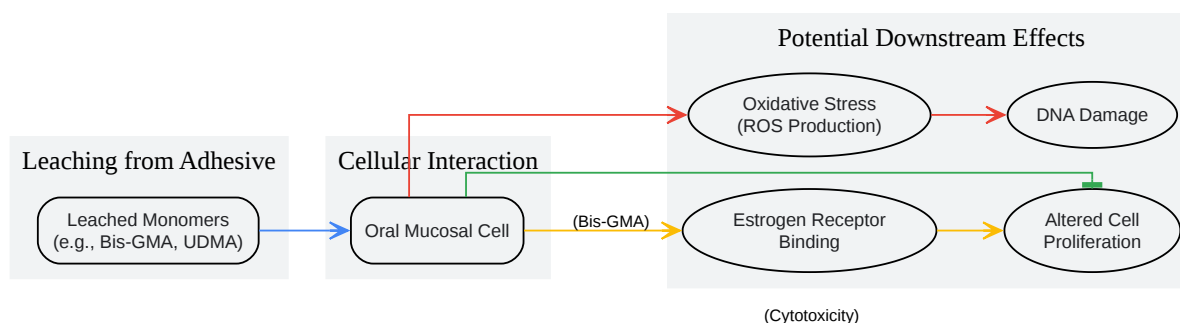 Potential Downstream Effects
Oxidative Stress
(ROS Production)
DNA Damage
Leaching from Adhesive
Cellular Interaction
Leached Monomers
(e.g., Bis-GMA, UDMA)
Oral Mucosal Cell
(Bis-GMA)
Estrogen Receptor
Binding
Altered Cell
Proliferation
(Cytotoxicity)